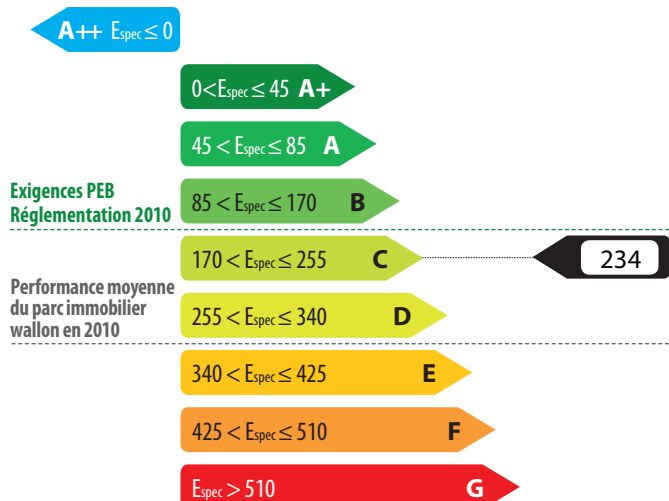 A++ Espec ≤ 0
0 < Espec ≤ 45 A+
45 < Espec ≤ 85 A
Exigences PEB
Réglementation 2010
85 < Espec ≤ 170 B
170 < Espec ≤ 255 C
234
Performance moyenne
du parc immobilier
wallon en 2010
255 < Espec ≤ 340 D
340 < Espec ≤ 425 E
425 < Espec ≤ 510 F
Espec > 510 G